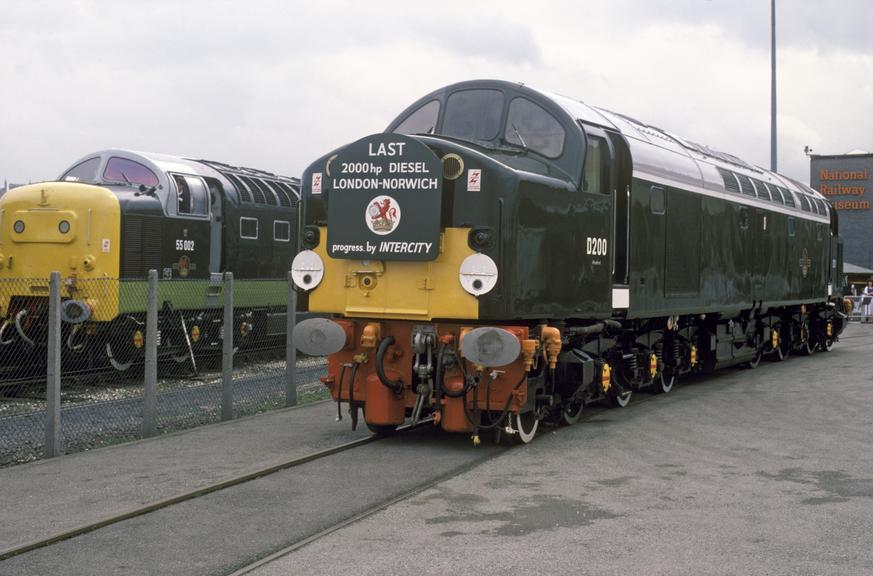 LAST
2000hp DIESEL
LONDON-NORWICH
progress by INTERCITY
55 002
D200
National
Railway
Museum